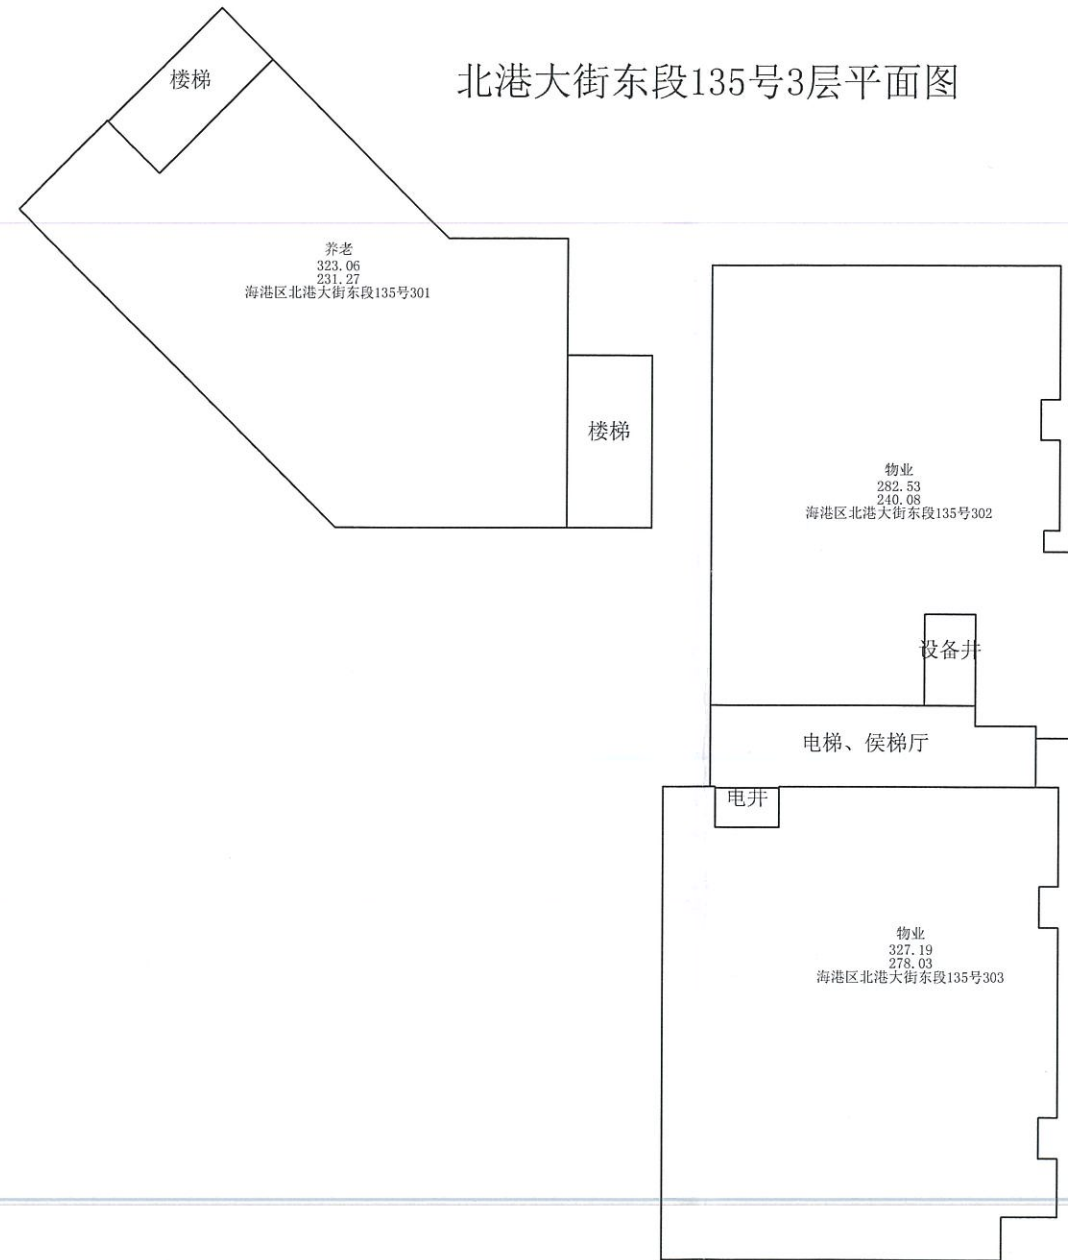 北港大街东段135号3层平面图
楼梯
养老
323.06
231.27
海港区北港大街东段135号301
楼梯
物业
282.53
240.08
海港区北港大街东段135号302
设备井
电梯、侯梯厅
电井
物业
327.19
278.03
海港区北港大街东段135号303